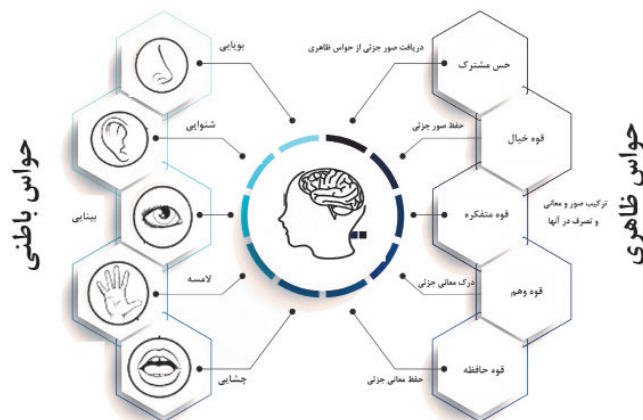 حواس ظاهری
حس مشترک
دریافت صور جزئی از حواس ظاهری
قوه خیال
حفظ صور جزئی
قوه متفکره
ترکیب صور و معانی
و تصرف در آنها
قوه وهم
درک معانی جزئی
قوه حافظه
حفظ معانی جزئی
بویایی
شنوایی
بینایی
لامسه
چشایی
حواس باطنی